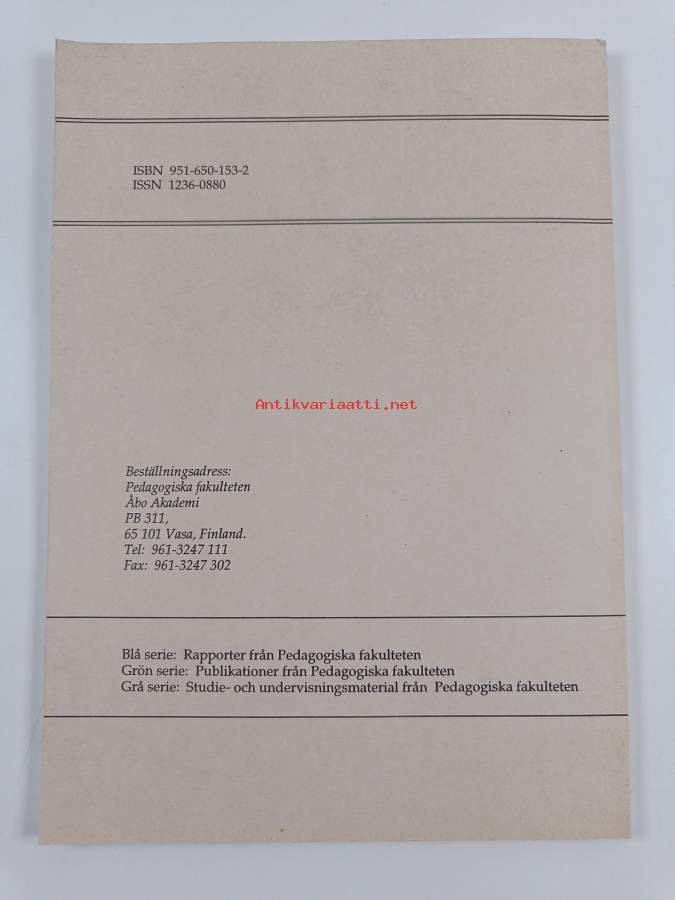 ISBN 951-650-153-2
ISSN 1236-0880
Antikvariaatti.net
Beställningsadress:
Pedagogiska fakulteten
Åbo Akademi
PB 311,
65 101 Vasa, Finland.
Tel: 961-3247 111
Fax: 961-3247 302
Blå serie: Rapporter från Pedagogiska fakulteten
Grön serie: Publikationer från Pedagogiska fakulteten
Grå serie: Studie- och undervisningsmaterial från Pedagogiska fakulteten